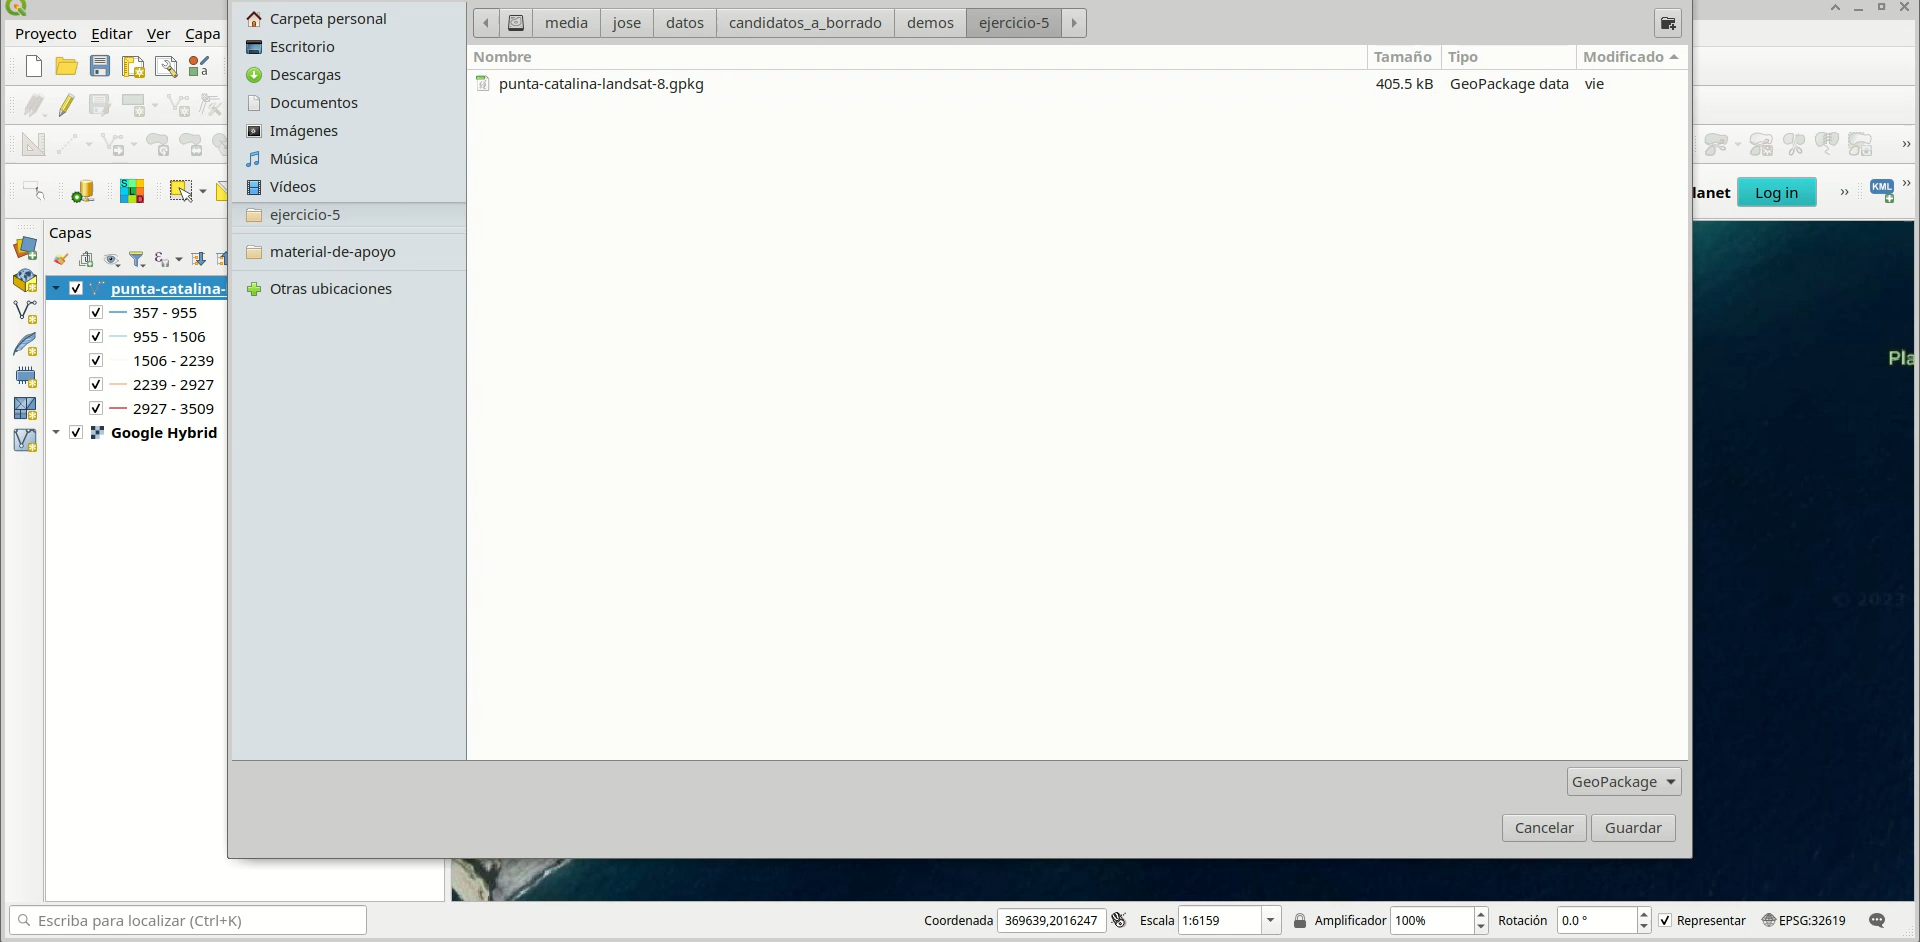 Proyecto Editar Ver Capa
Carpeta personal
Escritorio
Descargas
Documentos
Imágenes
Música
Vídeos
ejercicio-5
material-de-apoyo
Otras ubicaciones
media jose datos candidatos_a_borrado demos ejercicio-5
Nombre Tamaño Tipo Modificado
punta-catalina-landsat-8.gpkg 405.5 kB GeoPackage data vie
GeoPackage
Cancelar Guardar
lanet Log in » KML »
Capas
punta-catalina-
357 - 955
955 - 1506
1506 - 2239
2239 - 2927
2927 - 3509
Google Hybrid
Pla
© 2023
Escriba para localizar (Ctrl+K) Coordenada 369639,2016247 Escala 1:6159 Amplificador 100% Rotación 0.0 ° Representar EPSG:32619